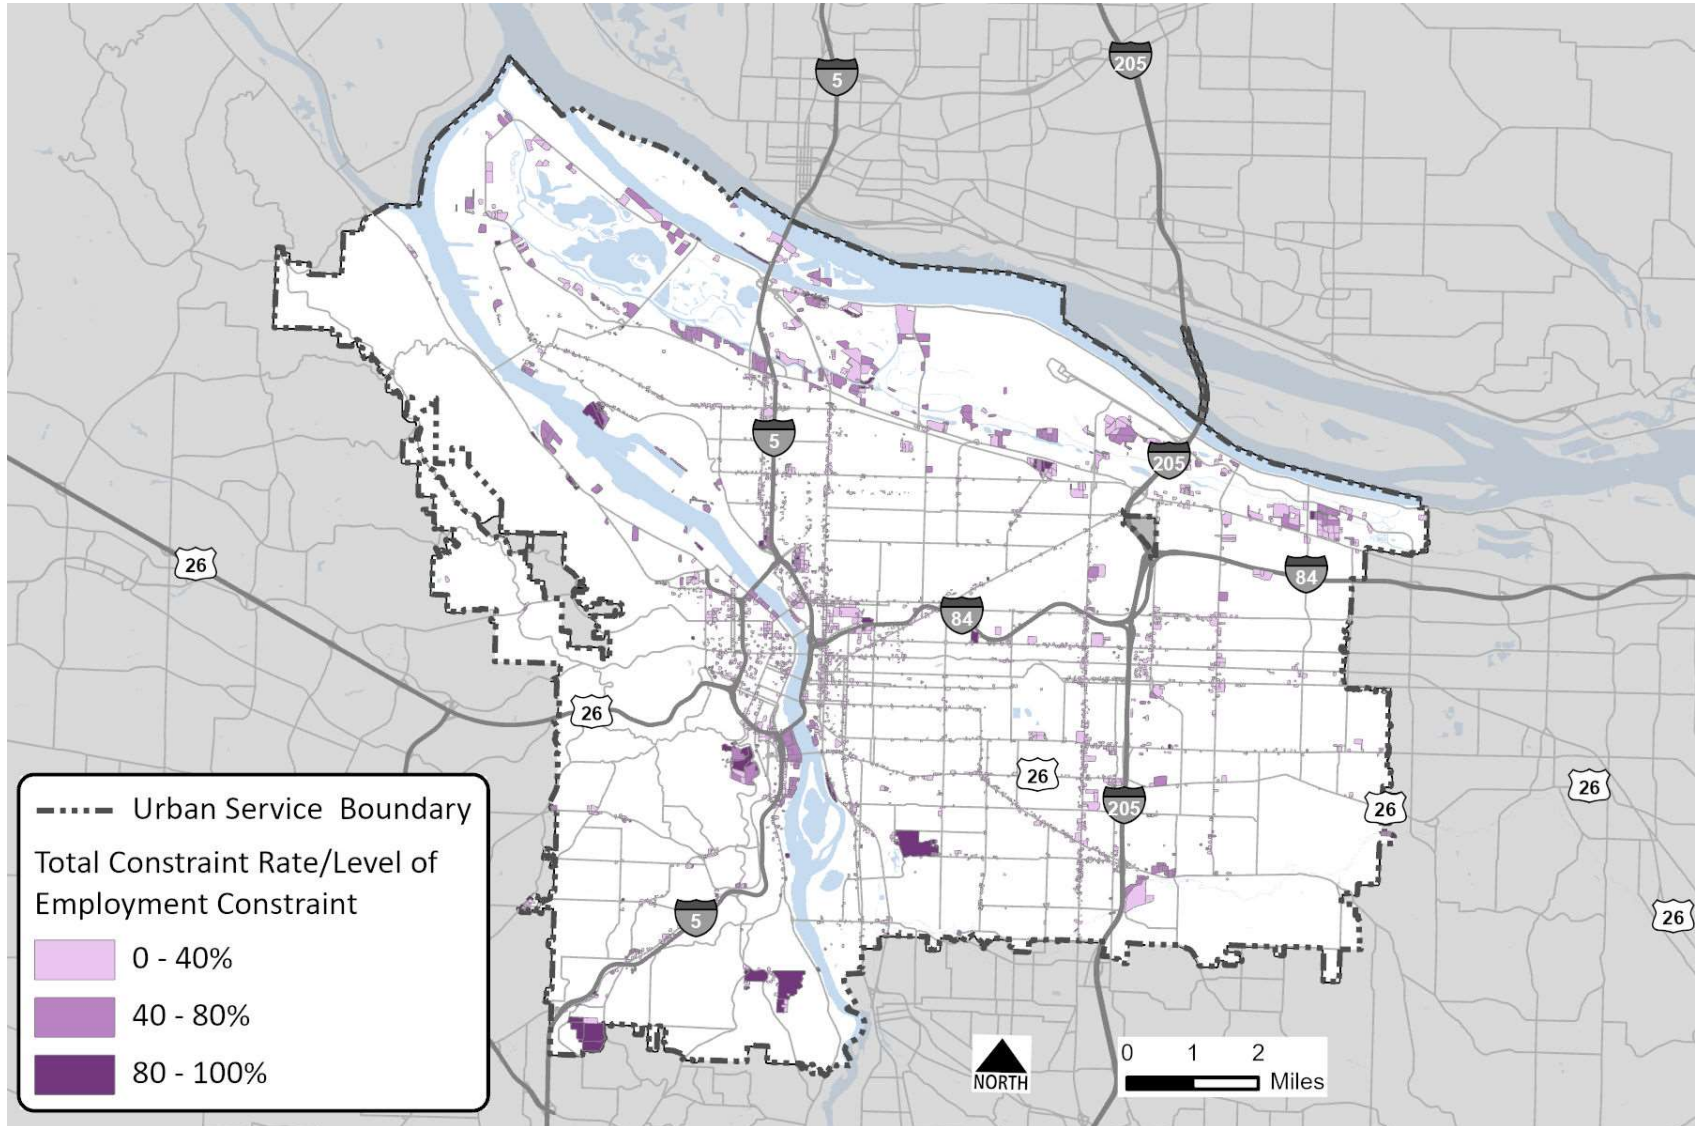 5
205
5
205
26
84
84
26
26
26
26
205
26
5
Urban Service Boundary
Total Constraint Rate/Level of
Employment Constraint
0 - 40%
40 - 80%
80 - 100%
NORTH
0 1 2
Miles